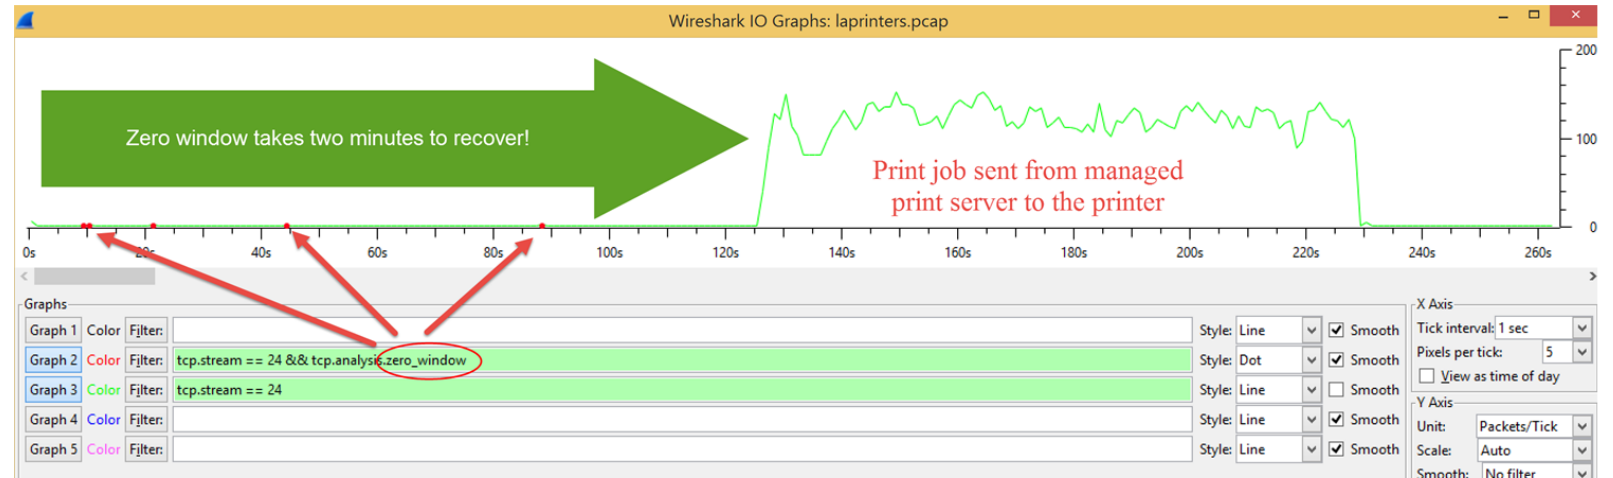 Wireshark IO Graphs: laprinters.pcap
200
Zero window takes two minutes to recover!
100
Print job sent from managed
print server to the printer
0
0s 20s 40s 60s 80s 100s 120s 140s 160s 180s 200s 220s 240s 260s
Graphs
Graph 1 Color Filter: Style: Line Smooth
Graph 2 Color Filter: tcp.stream == 24 && tcp.analysis.zero_window Style: Dot Smooth
Graph 3 Color Filter: tcp.stream == 24 Style: Line Smooth
Graph 4 Color Filter: Style: Line Smooth
Graph 5 Color Filter: Style: Line Smooth
X Axis
Tick interval: 1 sec
Pixels per tick: 5
View as time of day
Y Axis
Unit: Packets/Tick
Scale: Auto
Smooth: No filter